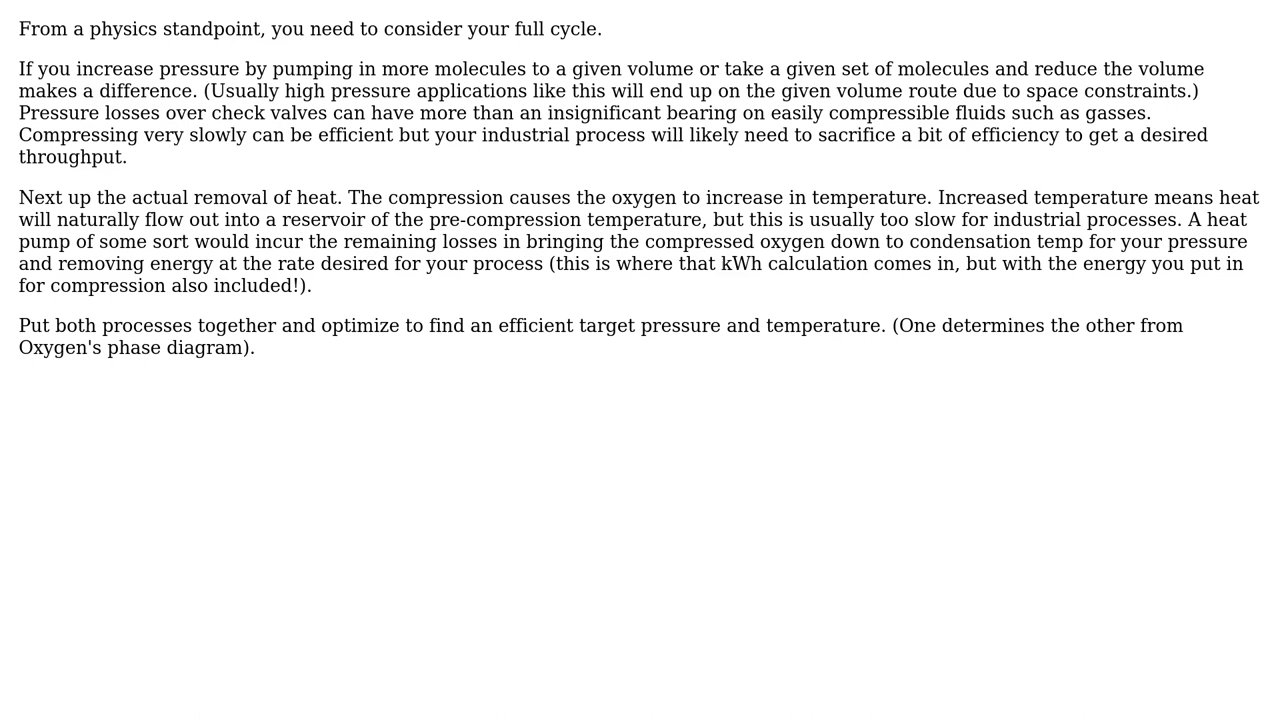 From a physics standpoint, you need to consider your full cycle.
If you increase pressure by pumping in more molecules to a given volume or take a given set of molecules and reduce the volume
makes a difference. (Usually high pressure applications like this will end up on the given volume route due to space constraints.)
Pressure losses over check valves can have more than an insignificant bearing on easily compressible fluids such as gasses.
Compressing very slowly can be efficient but your industrial process will likely need to sacrifice a bit of efficiency to get a desired
throughput.
Next up the actual removal of heat. The compression causes the oxygen to increase in temperature. Increased temperature means heat
will naturally flow out into a reservoir of the pre-compression temperature, but this is usually too slow for industrial processes. A heat
pump of some sort would incur the remaining losses in bringing the compressed oxygen down to condensation temp for your pressure
and removing energy at the rate desired for your process (this is where that kWh calculation comes in, but with the energy you put in
for compression also included!).
Put both processes together and optimize to find an efficient target pressure and temperature. (One determines the other from
Oxygen's phase diagram).